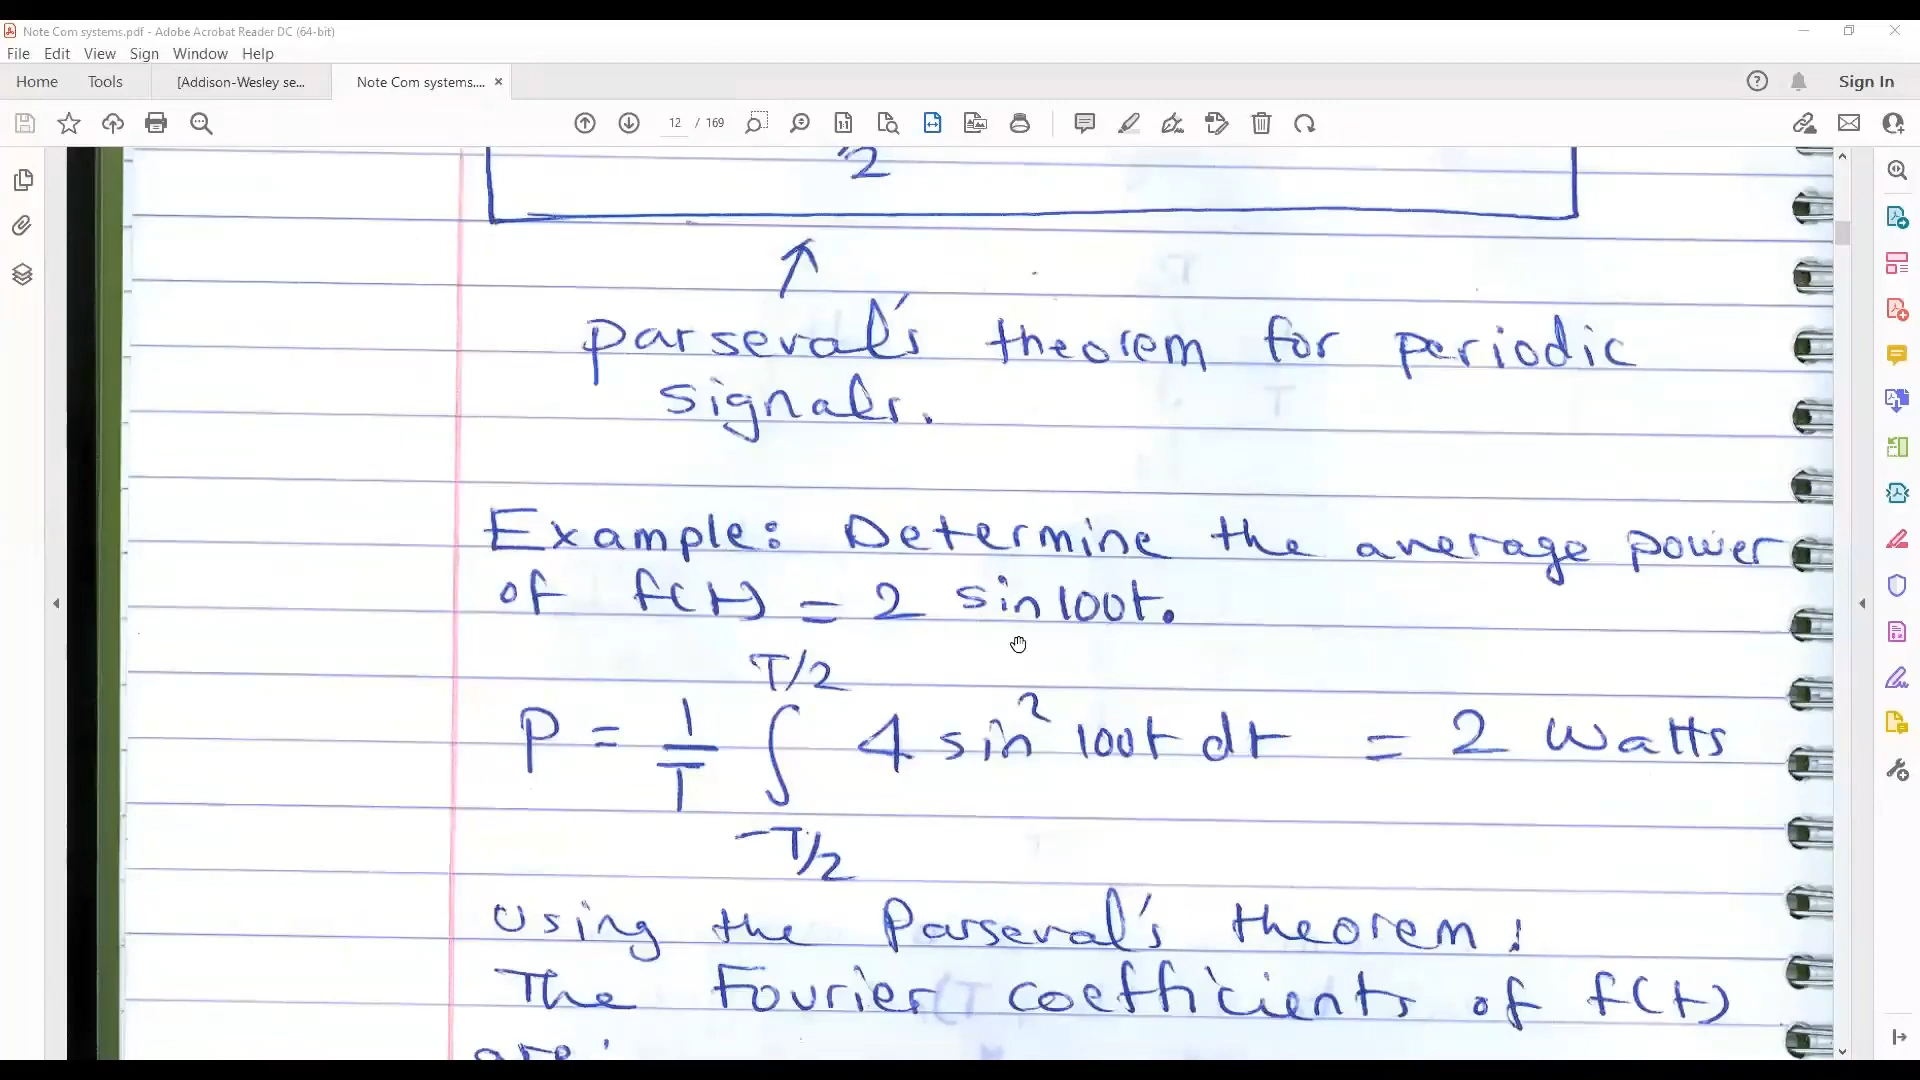 Note Com systems.pdf - Adobe Acrobat Reader DC (64-bit)
File Edit View Sign Window Help
Home Tools [Addison-Wesley se... Note Com systems.... × Sign In
12 / 169
2
parseval's theorem for periodic
signals.
Example: Determine the average power
of f(t) = 2 sin100t.
T/2
P = 1/T ∫ 4 sin² 100t dt = 2 Watts
-T/2
Using the Parseval's theorem:
The Fourier coefficients of f(t)
are: